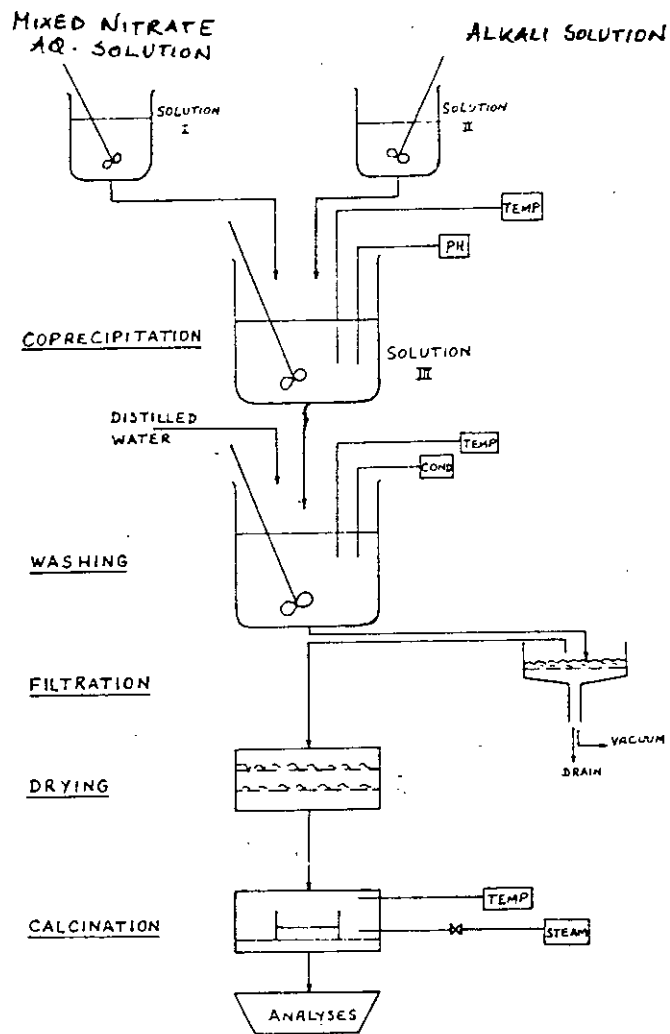 MIXED NITRATE
AQ. SOLUTION
ALKALI SOLUTION
SOLUTION
I
SOLUTION
II
TEMP
PH
COPRECIPITATION
SOLUTION
III
DISTILLED
WATER
TEMP
COND
WASHING
FILTRATION
VACUUM
DRAIN
DRYING
TEMP
CALCINATION
STEAM
ANALYSES